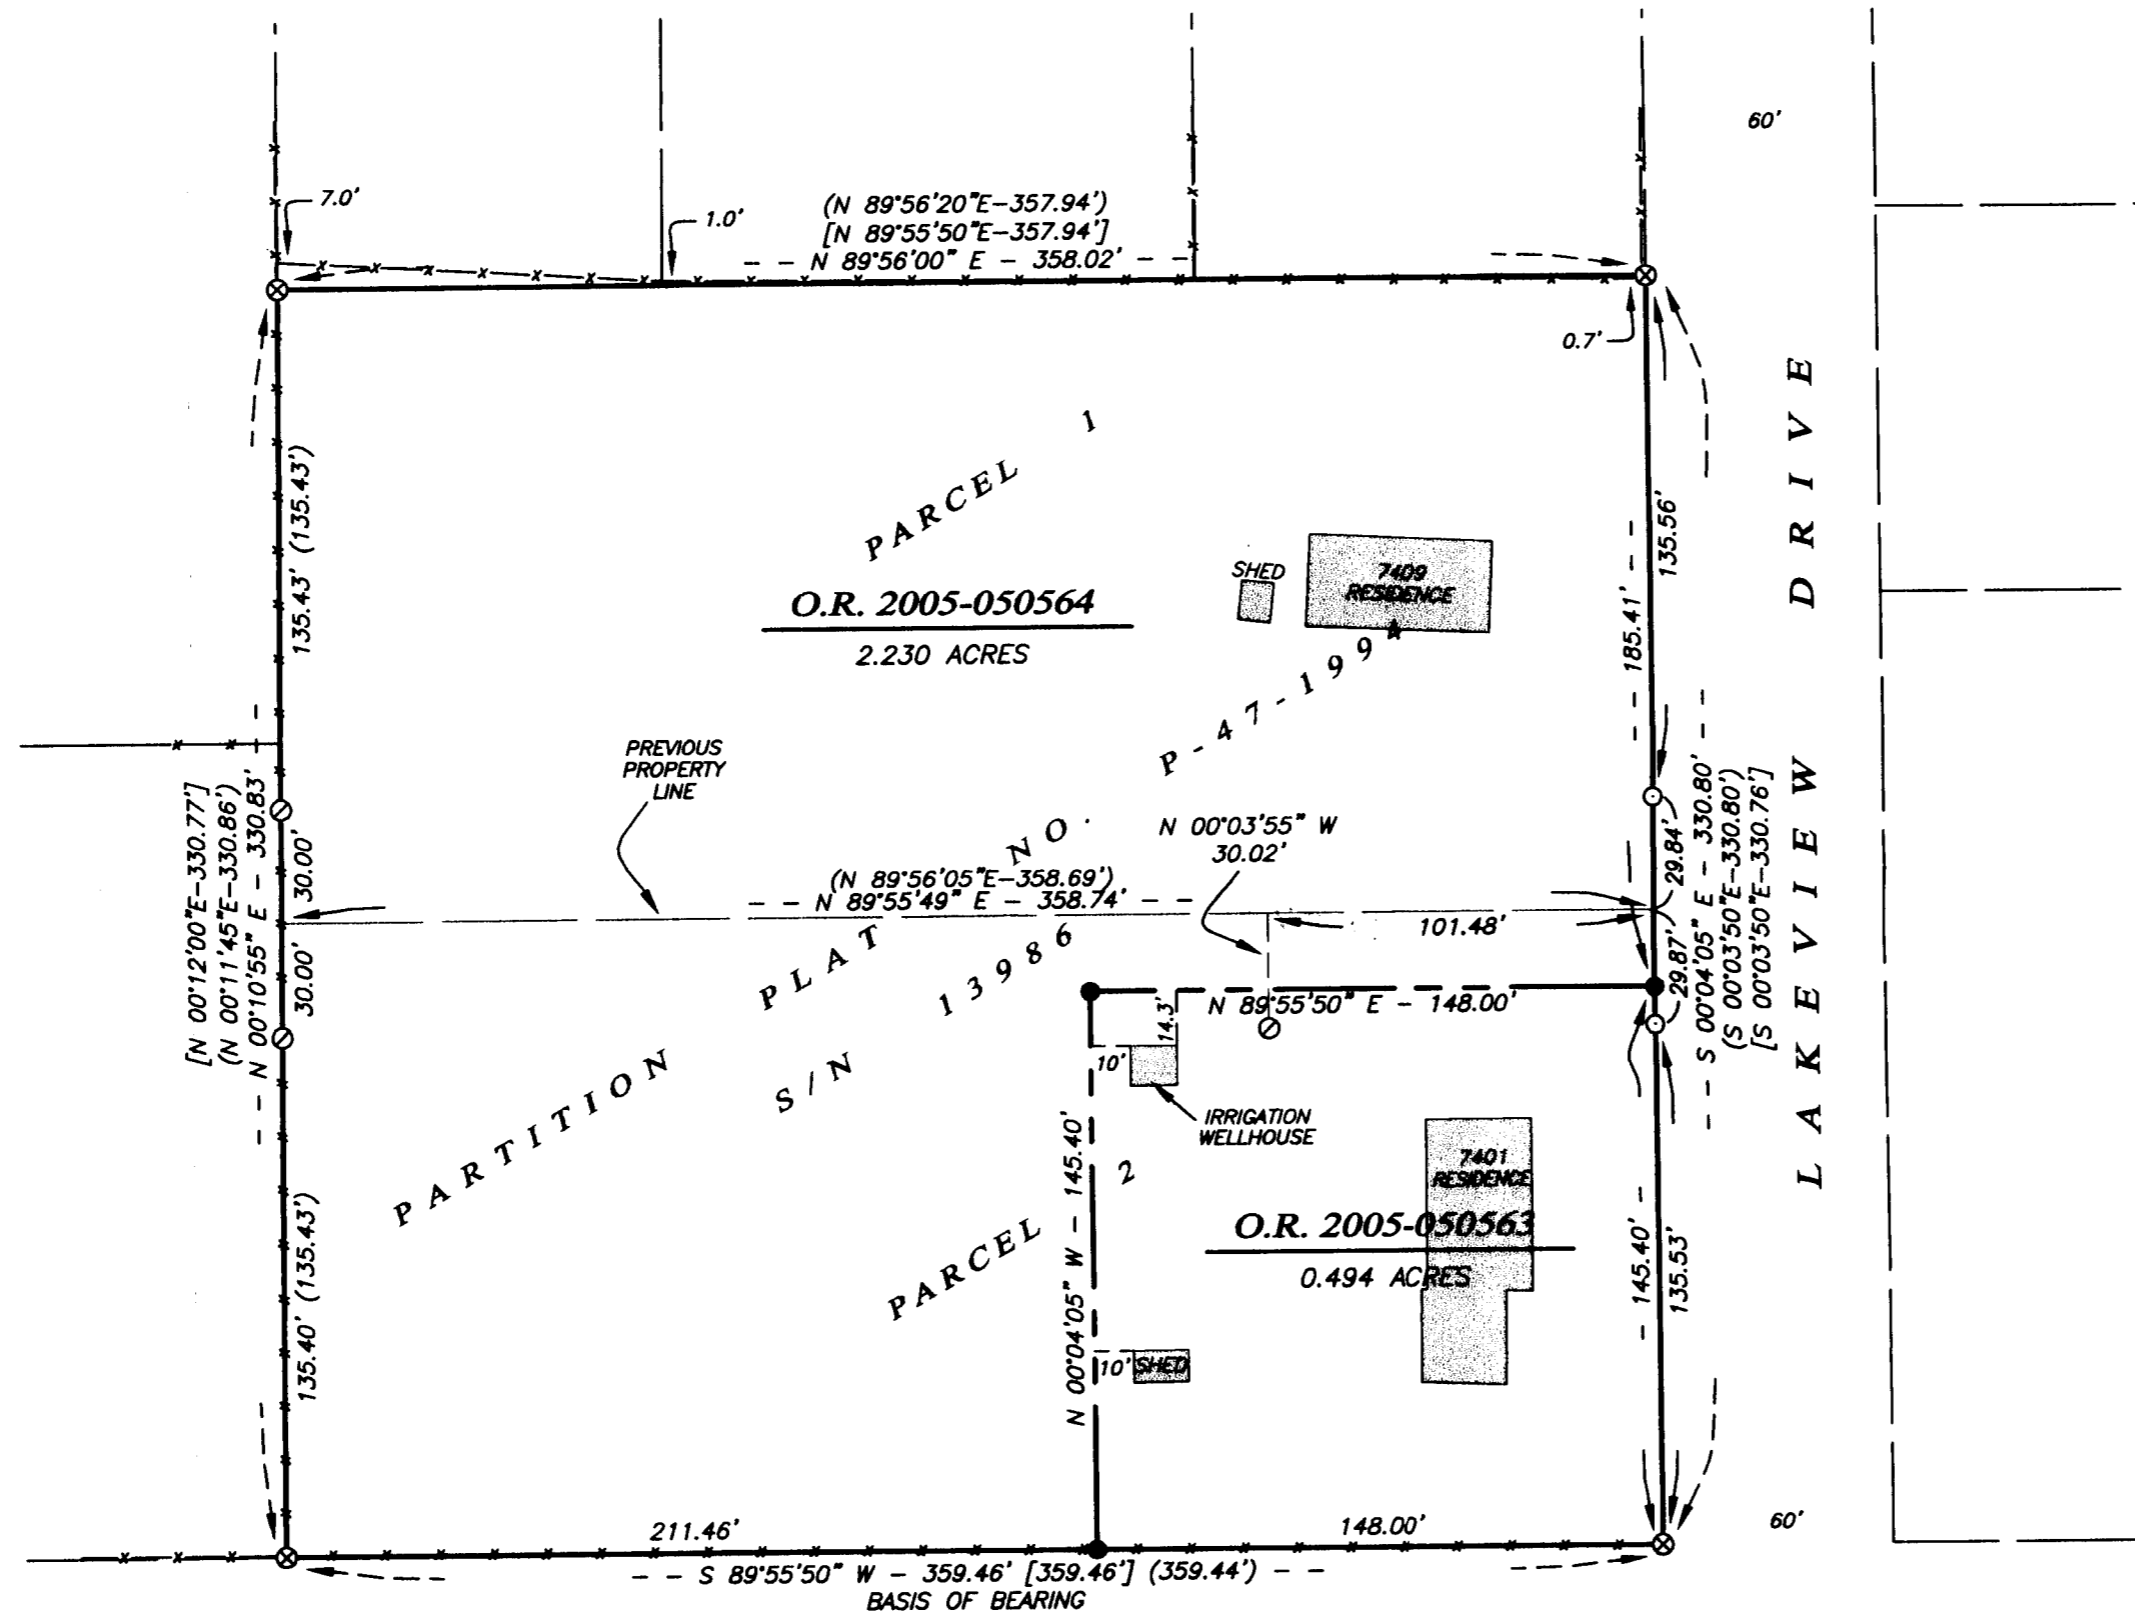 60'
7.0'
1.0'
(N 89°56'20"E-357.94')
[N 89°55'50"E-357.94']
- - N 89°56'00" E - 358.02' - -
0.7'
135.43' (135.43')
PARCEL 1
SHED
7409
RESIDENCE
O.R. 2005-050564
2.230 ACRES
- - 185.41' - -
135.56'
LAKEVIEW DRIVE
PREVIOUS
PROPERTY
LINE
PARTITION PLAT NO. P-47-199
S/N 13986
N 00°03'55" W
30.02'
(N 89°56'05"E-358.69')
- - N 89°55'49" E - 358.74' - -
101.48'
[N 00°12'00"E-330.77']
(N 00°11'45"E-330.86')
- - N 00°10'55" E - 330.83' - -
30.00'
30.00'
29.84'
29.87'
- - S 00°04'05" E - 330.80' - -
(S 00°03'50"E-330.80')
[S 00°03'50"E-330.76']
N 89°55'50" E - 148.00'
14.3'
10'
IRRIGATION
WELLHOUSE
N 00°04'05" W - 145.40'
PARCEL 2
7401
RESIDENCE
O.R. 2005-050563
0.494 ACRES
10'
SHED
135.40' (135.43')
- - 145.40' - -
135.53'
211.46'
148.00'
60'
- - S 89°55'50" W - 359.46' [359.46'] (359.44') - -
BASIS OF BEARING